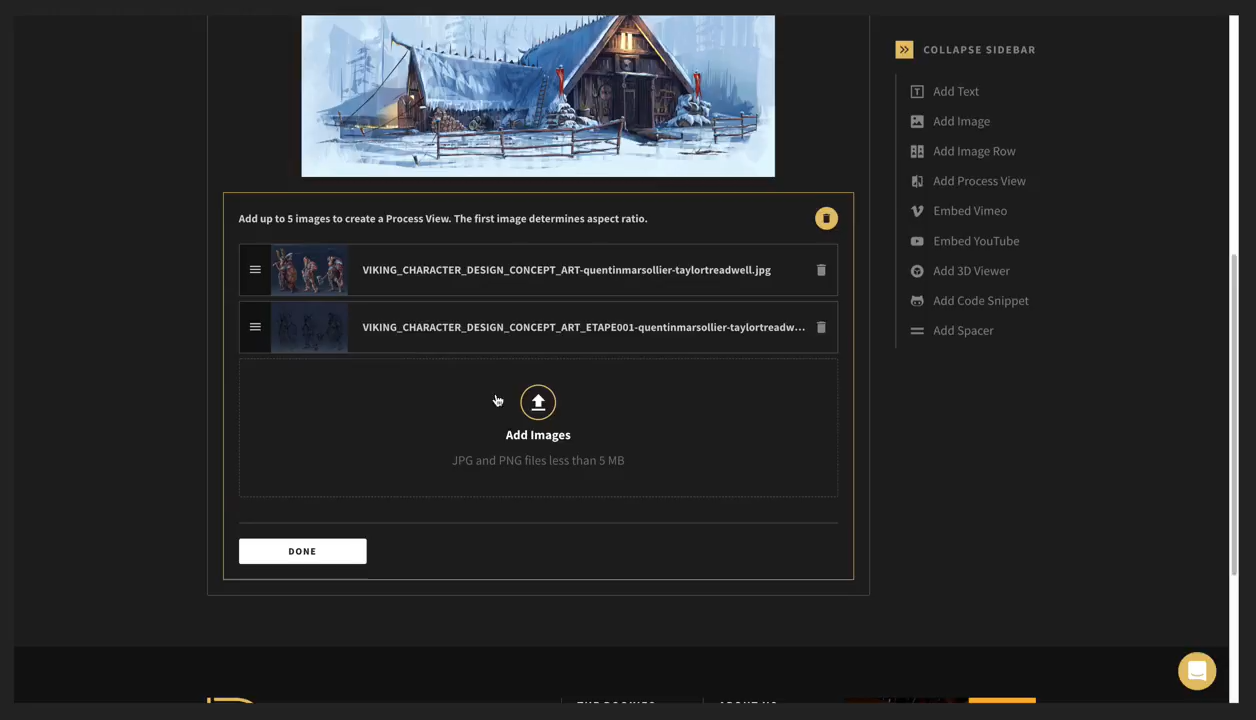 COLLAPSE SIDEBAR
Add Text
Add Image
Add Image Row
Add Process View
Embed Vimeo
Embed YouTube
Add 3D Viewer
Add Code Snippet
Add Spacer
Add up to 5 images to create a Process View. The first image determines aspect ratio.
VIKING_CHARACTER_DESIGN_CONCEPT_ART-quentinmarsollier-taylortreadwell.jpg
VIKING_CHARACTER_DESIGN_CONCEPT_ART_ETAPE001-quentinmarsollier-taylortreadw...
Add Images
JPG and PNG files less than 5 MB
DONE